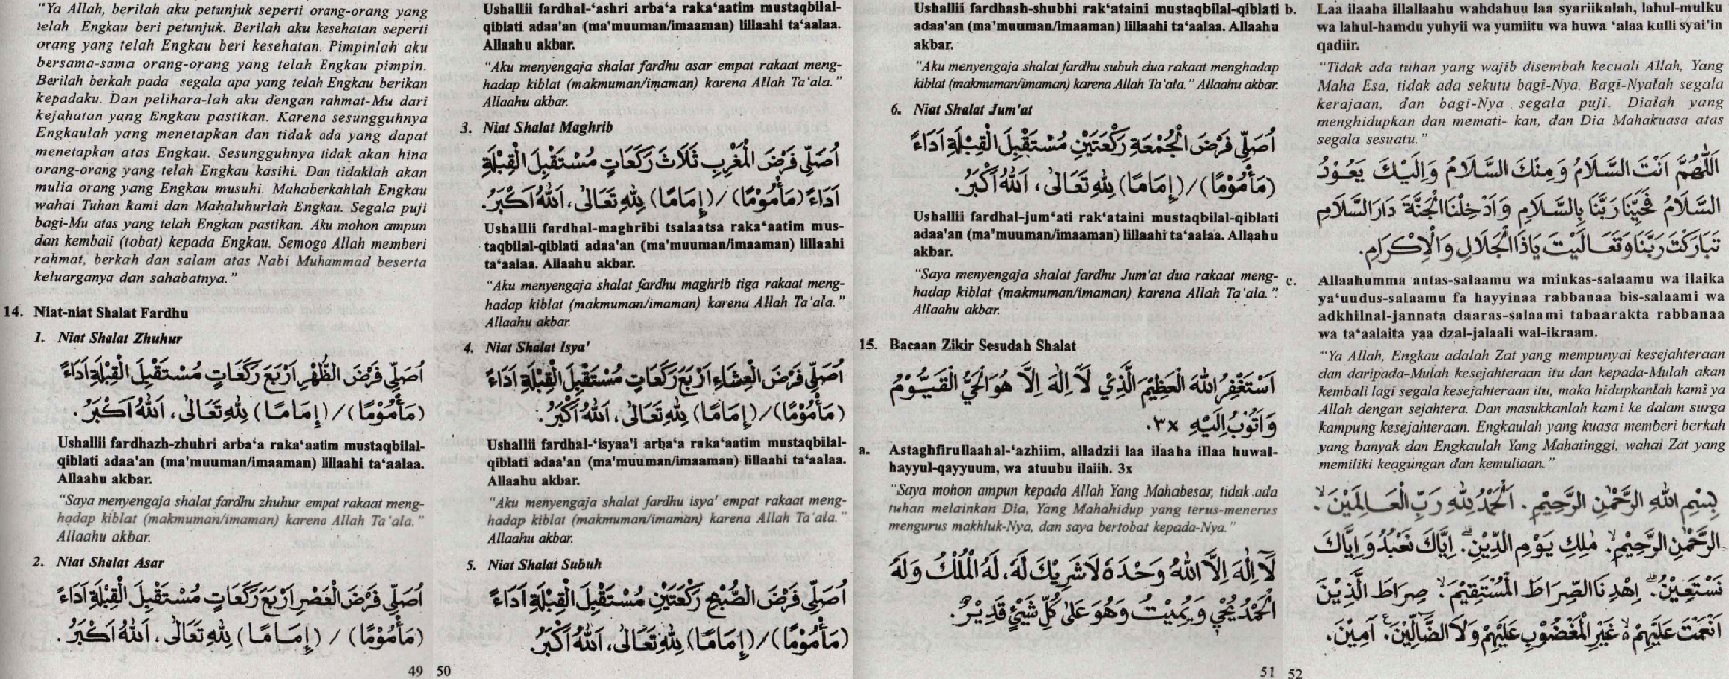 "Ya Allah, berilah aku petunjuk seperti orang-orang yang
telah Engkau beri petunjuk. Berilah aku kesehatan seperti
orang yang telah Engkau beri kesehatan. Pimpinlah aku
bersama-sama orang-orang yang telah Engkau pimpin.
Berilah berkah pada segala apa yang telah Engkau berikan
kepadaku. Dan pelihara-lah aku dengan rahmat-Mu dari
kejahatan yang Engkau pastikan. Karena sesungguhnya
Engkaulah yang menetapkan dan tidak ada yang dapat
menetapkan atas Engkau. Sesungguhnya tidak akan hina
orang-orang yang telah Engkau kasihi. Dan tidaklah akan
mulia orang yang Engkau musuhi. Mahaberkahlah Engkau
wahai Tuhan kami dan Mahaluhurlah Engkau. Segala puji
bagi-Mu atas yang telah Engkau pastikan. Aku mohon ampun
dan kembali (tobat) kepada Engkau. Semoga Allah memberi
rahmat, berkah dan salam atas Nabi Muhammad beserta
keluarganya dan sahabatnya."
14. Niat-niat Shalat Fardhu
1. Niat Shalat Zhuhur
اُصَلِّى فَرْضَ الظُّهْرِ اَرْبَعَ رَكَعَاتٍ مُسْتَقْبِلَ الْقِبْلَةِ اَدَاءً
(مَأْمُوْمًا) / (إِمَامًا) لِلّٰهِ تَعَالٰى، اَللهُ اَكْبَرُ.
Ushallii fardhazh-zhuhri arba‘a raka‘aatim mustaqbilal-
qiblati adaa'an (ma'muuman/imaaman) lillaahi ta‘aalaa.
Allaahu akbar.
"Saya menyengaja shalat fardhu zhuhur empat rakaat meng-
hadap kiblat (makmuman/imaman) karena Allah Ta'ala."
Allaahu akbar.
2. Niat Shalat Asar
اُصَلِّى فَرْضَ الْعَصْرِ اَرْبَعَ رَكَعَاتٍ مُسْتَقْبِلَ الْقِبْلَةِ اَدَاءً
(مَأْمُوْمًا) / (إِمَامًا) لِلّٰهِ تَعَالٰى، اَللهُ اَكْبَرُ.
49
Ushallii fardhal-‘ashri arba‘a raka‘aatim mustaqbilal-
qiblati adaa'an (ma'muuman/imaaman) lillaahi ta‘aalaa.
Allaahu akbar.
"Aku menyengaja shalat fardhu asar empat rakaat meng-
hadap kiblat (makmuman/imaman) karena Allah Ta'ala."
Allaahu akbar.
3. Niat Shalat Maghrib
اُصَلِّى فَرْضَ الْمَغْرِبِ ثَلَاثَ رَكَعَاتٍ مُسْتَقْبِلَ الْقِبْلَةِ
اَدَاءً (مَأْمُوْمًا) / (إِمَامًا) لِلّٰهِ تَعَالٰى، اَللهُ اَكْبَرُ.
Ushallii fardhal-maghribi tsalaatsa raka‘aatim mus-
taqbilal-qiblati adaa'an (ma'muuman/imaaman) lillaahi
ta‘aalaa. Allaahu akbar.
"Aku menyengaja shalat fardhu maghrib tiga rakaat meng-
hadap kiblat (makmuman/imaman) karena Allah Ta'ala."
Allaahu akbar.
4. Niat Shalat Isya'
اُصَلِّى فَرْضَ الْعِشَاءِ اَرْبَعَ رَكَعَاتٍ مُسْتَقْبِلَ الْقِبْلَةِ اَدَاءً
(مَأْمُوْمًا)/(إِمَامًا) لِلّٰهِ تَعَالٰى، اَللهُ اَكْبَرُ.
Ushallii fardhal-‘isyaa'i arba‘a raka‘aatim mustaqbilal-
qiblati adaa'an (ma'muuman/imaaman) lillaahi ta‘aalaa.
Allaahu akbar.
"Aku menyengaja shalat fardhu isya' empat rakaat meng-
hadap kiblat (makmuman/imaman) karena Allah Ta'ala."
Allaahu akbar.
5. Niat Shalat Subuh
اُصَلِّى فَرْضَ الصُّبْحِ رَكْعَتَيْنِ مُسْتَقْبِلَ الْقِبْلَةِ اَدَاءً
(مَأْمُوْمًا) / (إِمَامًا) لِلّٰهِ تَعَالٰى، اَللهُ اَكْبَرُ
50
Ushallii fardhash-shubhi rak‘ataini mustaqbilal-qiblati
adaa'an (ma'muuman/imaaman) lillaahi ta‘aalaa. Allaahu
akbar.
"Aku menyengaja shalat fardhu subuh dua rakaat menghadap
kiblat (makmuman/imaman) karena Allah Ta'ala." Allaahu akbar.
6. Niat Shalat Jum'at
اُصَلِّى فَرْضَ الْجُمْعَةِ رَكْعَتَيْنِ مُسْتَقْبِلَ الْقِبْلَةِ اَدَاءً
(مَأْمُوْمًا)/(إِمَامًا) لِلّٰهِ تَعَالٰى، اَللهُ اَكْبَرُ.
Ushallii fardhal-jum‘ati rak‘ataini mustaqbilal-qiblati
adaa'an (ma'muuman/imaaman) lillaahi ta‘aalaa. Allaahu
akbar.
"Saya menyengaja shalat fardhu Jum'at dua rakaat meng-
hadap kiblat (makmuman/imaman) karena Allah Ta'ala."
Allaahu akbar.
15. Bacaan Zikir Sesudah Shalat
اَسْتَغْفِرُ اللهَ الْعَظِيْمَ الَّذِيْ لَا اِلٰهَ اِلَّا هُوَ الْحَيُّ الْقَيُّوْمُ
وَاَتُوْبُ اِلَيْهِ ٣x.
a. Astaghfirullaahal-‘azhiim, alladzii laa ilaaha illaa huwal-
hayyul-qayyuum, wa atuubu ilaiih. 3x
"Saya mohon ampun kepada Allah Yang Mahabesar, tidak ada
tuhan melainkan Dia, Yang Mahahidup yang terus-menerus
mengurus makhluk-Nya, dan saya bertobat kepada-Nya."
لَا اِلٰهَ اِلَّا اللهُ وَحْدَهُ لَا شَرِيْكَ لَهُ، لَهُ الْمُلْكُ وَلَهُ
الْحَمْدُ يُحْيِ وَيُمِيْتُ وَهُوَ عَلٰى كُلِّ شَيْئٍ قَدِيْرٌ.
51
b. Laa ilaaha illallaahu wahdahuu laa syariikalah, lahul-mulku
wa lahul-hamdu yuhyii wa yumiitu wa huwa ‘alaa kulli syai'in
qadiir.
"Tidak ada tuhan yang wajib disembah kecuali Allah, Yang
Maha Esa, tidak ada sekutu bagi-Nya. Bagi-Nyalah segala
kerajaan, dan bagi-Nya segala puji. Dialah yang
menghidupkan dan memati- kan, dan Dia Mahakuasa atas
segala sesuatu."
اَللّٰهُمَّ اَنْتَ السَّلَامُ وَمِنْكَ السَّلَامُ وَاِلَيْكَ يَعُوْدُ
السَّلَامُ فَحَيِّنَا رَبَّنَا بِالسَّلَامِ وَاَدْخِلْنَا الْجَنَّةَ دَارَ السَّلَامِ
تَبَارَكْتَ رَبَّنَا وَتَعَالَيْتَ يَاذَا الْجَلَالِ وَالْاِكْرَامِ.
c. Allaahumma antas-salaamu wa minkas-salaamu wa ilaika
ya‘uudus-salaamu fa hayyinaa rabbanaa bis-salaami wa
adkhilnal-jannata daaras-salaami tabaarakta rabbanaa
wa ta‘aalaita yaa dzal-jalaali wal-ikraam.
"Ya Allah, Engkau adalah Zat yang mempunyai kesejahteraan
dan daripada-Mulah kesejahteraan itu dan kepada-Mulah akan
kembali lagi segala kesejahteraan itu, maka hidupkanlah kami ya
Allah dengan sejahtera. Dan masukkanlah kami ke dalam surga
kampung kesejahteraan. Engkaulah yang kuasa memberi berkah
yang banyak dan Engkaulah Yang Mahatinggi, wahai Zat yang
memiliki keagungan dan kemuliaan."
بِسْمِ اللهِ الرَّحْمٰنِ الرَّحِيْمِ. اَلْحَمْدُ لِلّٰهِ رَبِّ الْعَالَمِيْنَ.
الرَّحْمٰنِ الرَّحِيْمِ. مٰلِكِ يَوْمِ الدِّيْنِ. اِيَّاكَ نَعْبُدُ وَاِيَّاكَ
نَسْتَعِيْنُ. اِهْدِنَا الصِّرَاطَ الْمُسْتَقِيْمَ. صِرَاطَ الَّذِيْنَ
اَنْعَمْتَ عَلَيْهِمْ غَيْرِ الْمَغْضُوْبِ عَلَيْهِمْ وَلَا الضَّالِّيْنَ. اٰمِيْنَ.
52